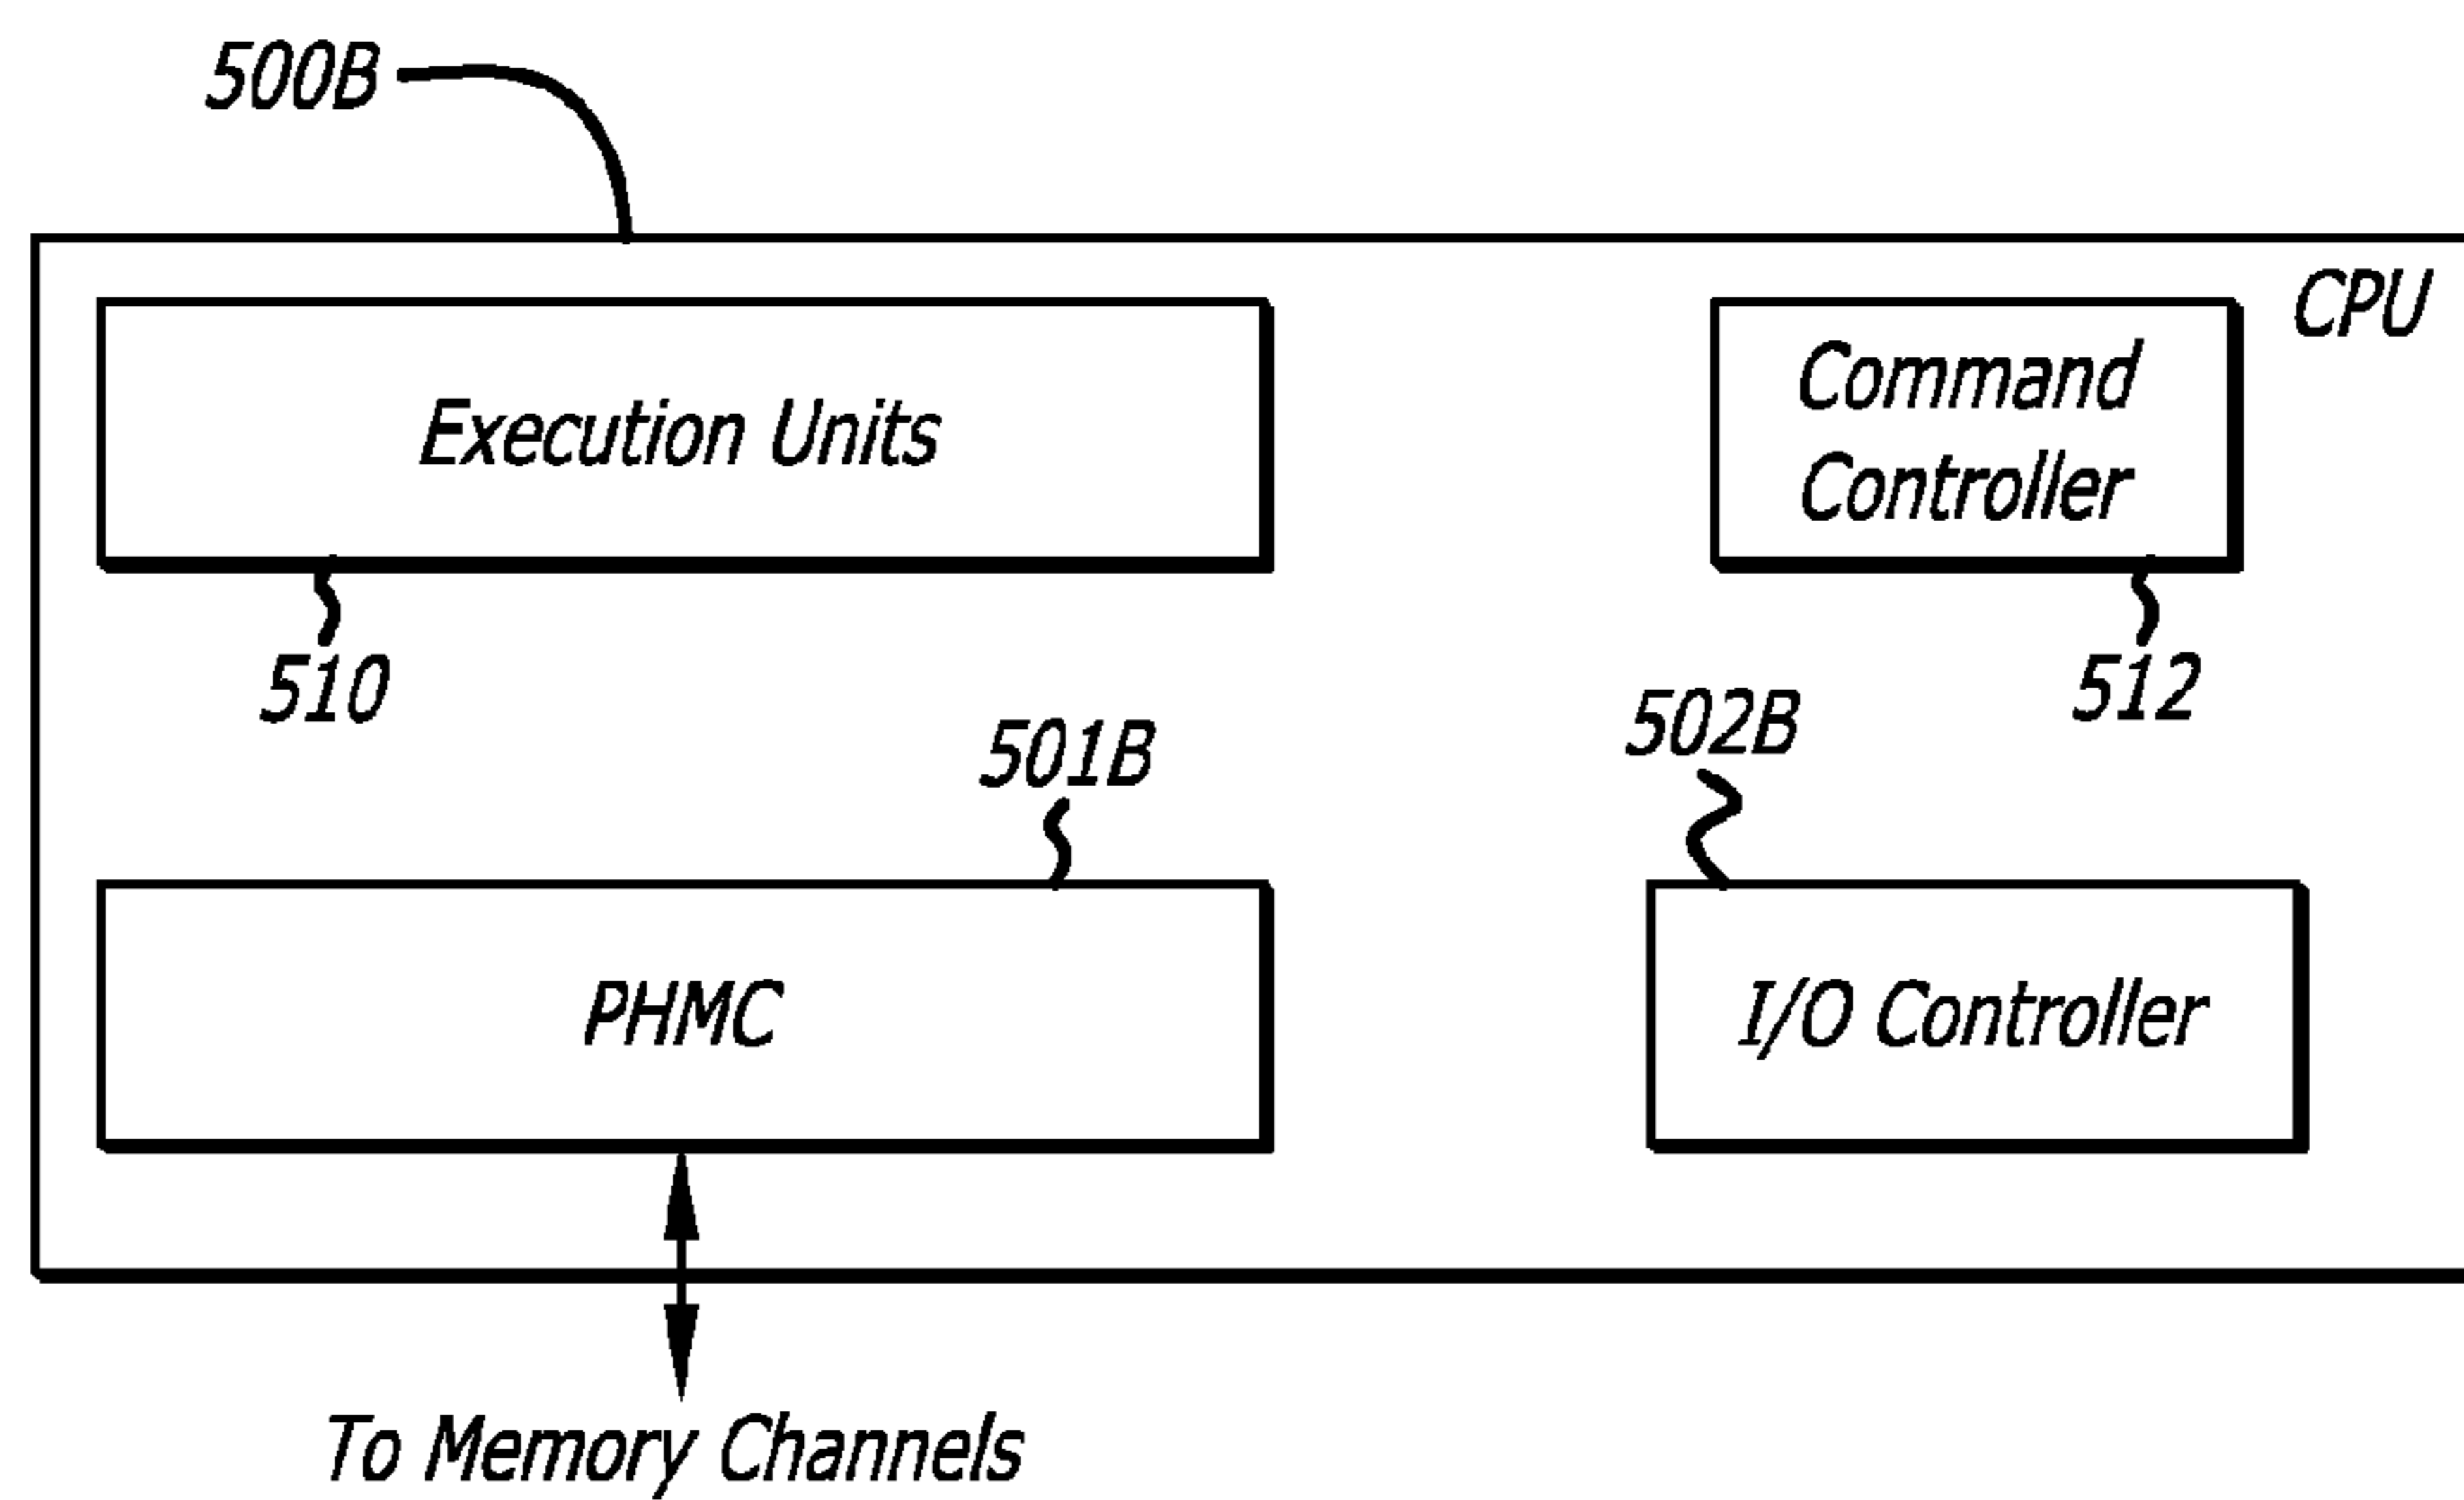 500B
CPU
Execution Units
Command
Controller
510
512
501B
502B
PHMC
I/O Controller
To Memory Channels